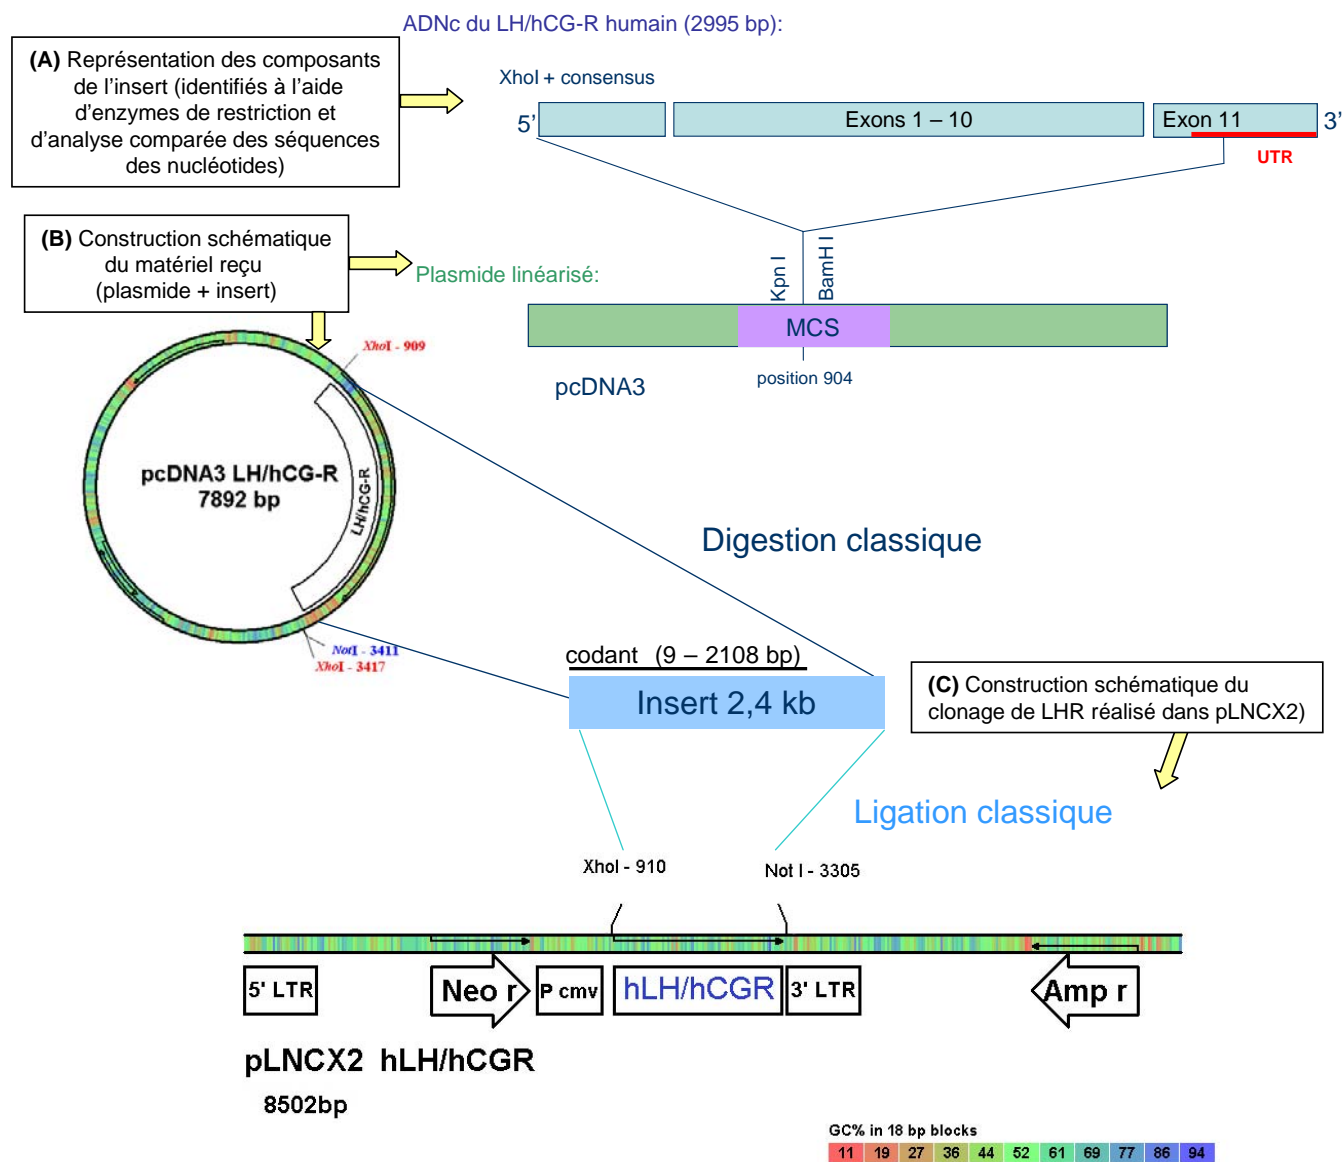 ADNc du LH/hCG-R humain (2995 bp):
(A) Représentation des composants
de l'insert (identifiés à l'aide
d'enzymes de restriction et
d'analyse comparée des séquences
des nucléotides)
XhoI + consensus
5'
Exons 1 – 10
Exon 11
3'
UTR
(B) Construction schématique
du matériel reçu
(plasmide + insert)
Plasmide linéarisé:
Kpn I
BamH I
MCS
position 904
pcDNA3
XhoI - 909
pcDNA3 LH/hCG-R
7892 bp
LH/hCG-R
NotI - 3411
XhoI - 3417
Digestion classique
codant (9 – 2108 bp)
Insert 2,4 kb
(C) Construction schématique du
clonage de LHR réalisé dans pLNCX2)
Ligation classique
XhoI - 910
Not I - 3305
5' LTR
Neo r
P cmv
hLH/hCGR
3' LTR
Amp r
pLNCX2 hLH/hCGR
8502bp
GC% in 18 bp blocks
11 19 27 36 44 52 61 69 77 86 94